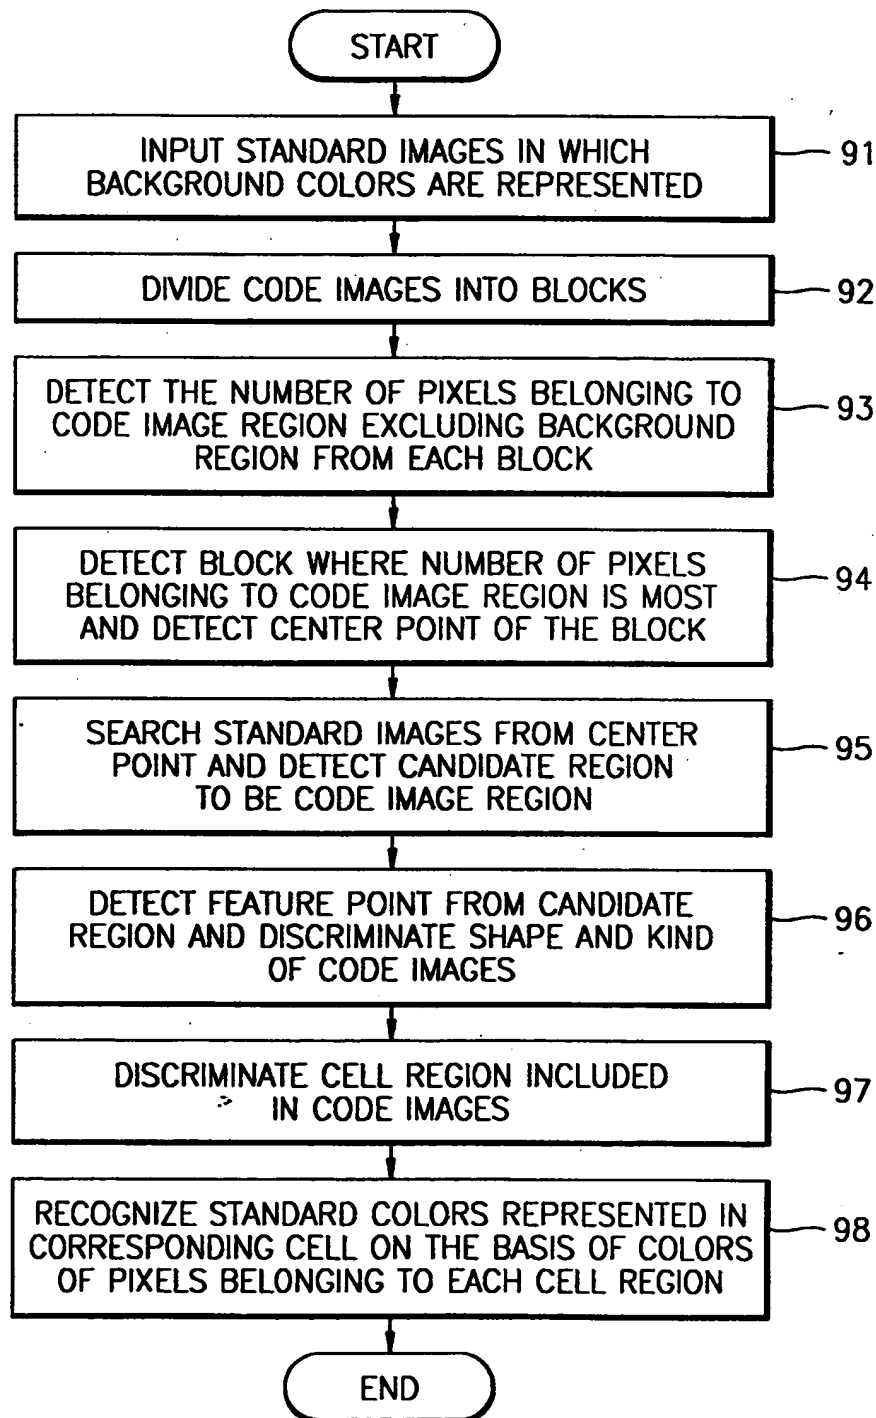 START
INPUT STANDARD IMAGES IN WHICH
BACKGROUND COLORS ARE REPRESENTED
91
DIVIDE CODE IMAGES INTO BLOCKS
92
DETECT THE NUMBER OF PIXELS BELONGING TO
CODE IMAGE REGION EXCLUDING BACKGROUND
REGION FROM EACH BLOCK
93
DETECT BLOCK WHERE NUMBER OF PIXELS
BELONGING TO CODE IMAGE REGION IS MOST
AND DETECT CENTER POINT OF THE BLOCK
94
SEARCH STANDARD IMAGES FROM CENTER
POINT AND DETECT CANDIDATE REGION
TO BE CODE IMAGE REGION
95
DETECT FEATURE POINT FROM CANDIDATE
REGION AND DISCRIMINATE SHAPE AND KIND
OF CODE IMAGES
96
DISCRIMINATE CELL REGION INCLUDED
IN CODE IMAGES
97
RECOGNIZE STANDARD COLORS REPRESENTED IN
CORRESPONDING CELL ON THE BASIS OF COLORS
OF PIXELS BELONGING TO EACH CELL REGION
98
END